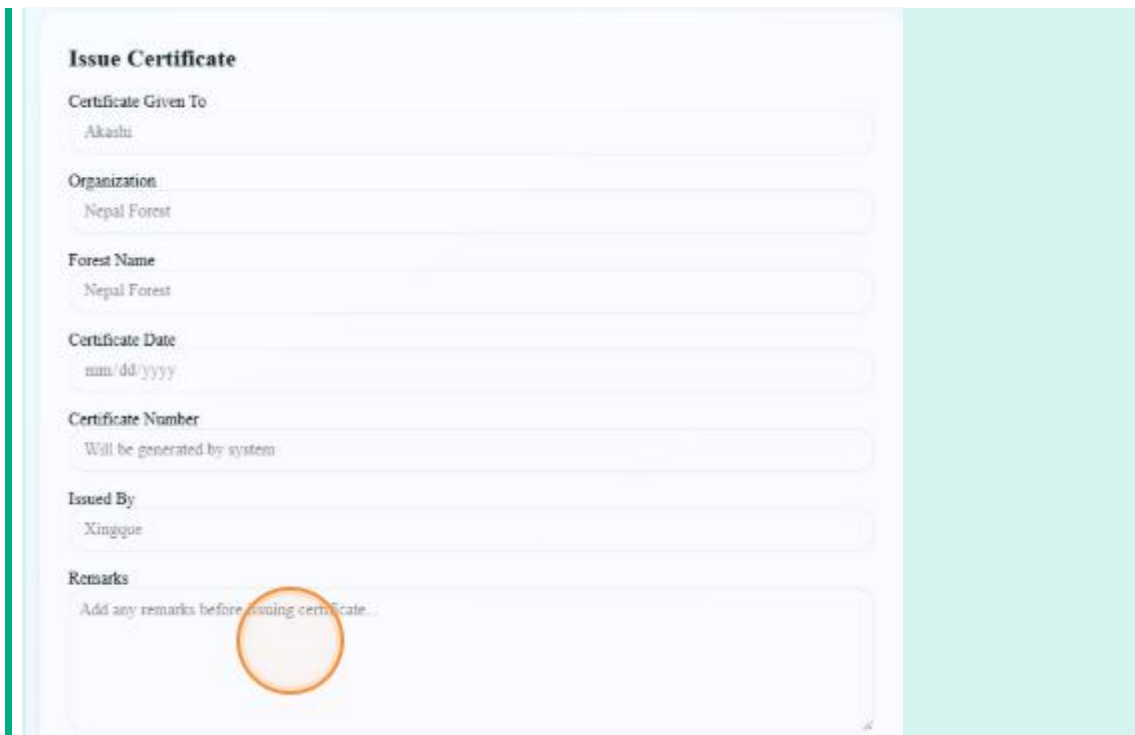 Issue Certificate
Certificate Given To
Akashi
Organization
Nepal Forest
Forest Name
Nepal Forest
Certificate Date
mm/dd/yyyy
Certificate Number
Will be generated by system
Issued By
Xingque
Remarks
Add any remarks before issuing certificate...